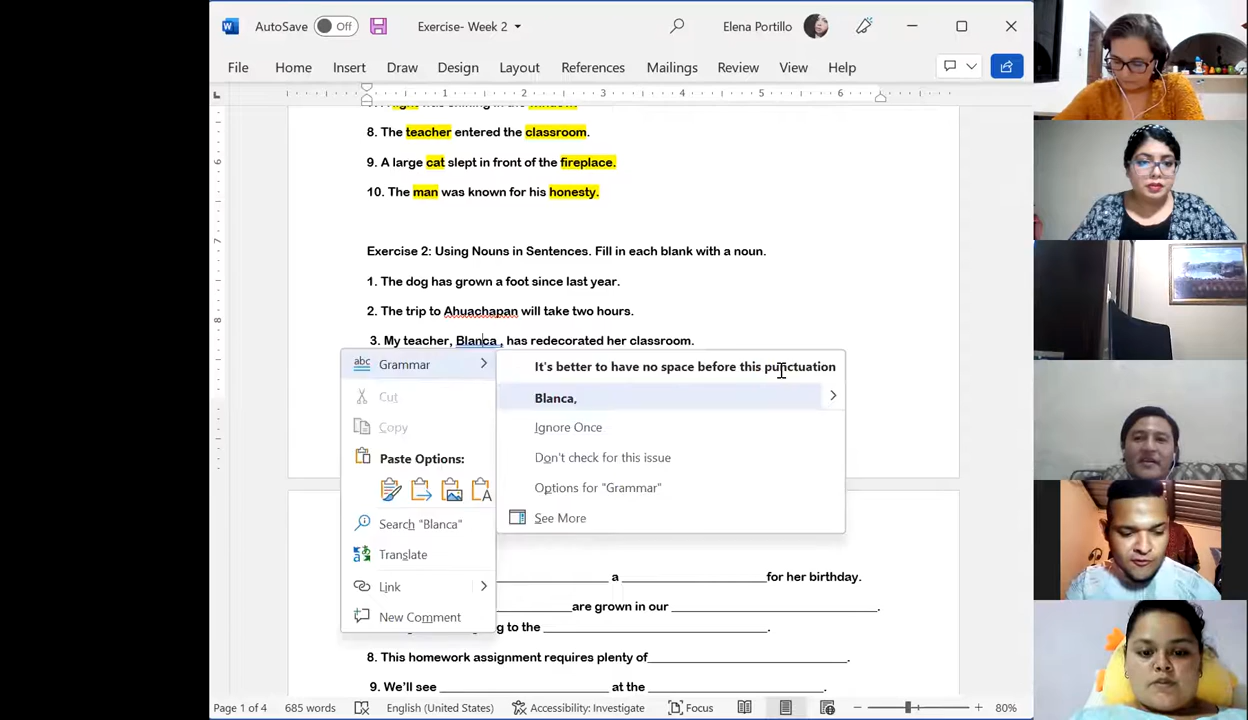 AutoSave Off Exercise- Week 2 Elena Portillo
File Home Insert Draw Design Layout References Mailings Review View Help
1 2 3 4 5 6
8. The teacher entered the classroom.
9. A large cat slept in front of the fireplace.
10. The man was known for his honesty.
Exercise 2: Using Nouns in Sentences. Fill in each blank with a noun.
1. The dog has grown a foot since last year.
2. The trip to Ahuachapan will take two hours.
3. My teacher, Blanca , has redecorated her classroom.
Grammar
Cut
Copy
Paste Options:
Search "Blanca"
Translate
Link
New Comment
It's better to have no space before this punctuation
Blanca,
Ignore Once
Don't check for this issue
Options for "Grammar"
See More
a for her birthday.
are grown in our .
g to the .
8. This homework assignment requires plenty of .
9. We'll see at the .
Page 1 of 4 685 words English (United States) Accessibility: Investigate Focus 80%